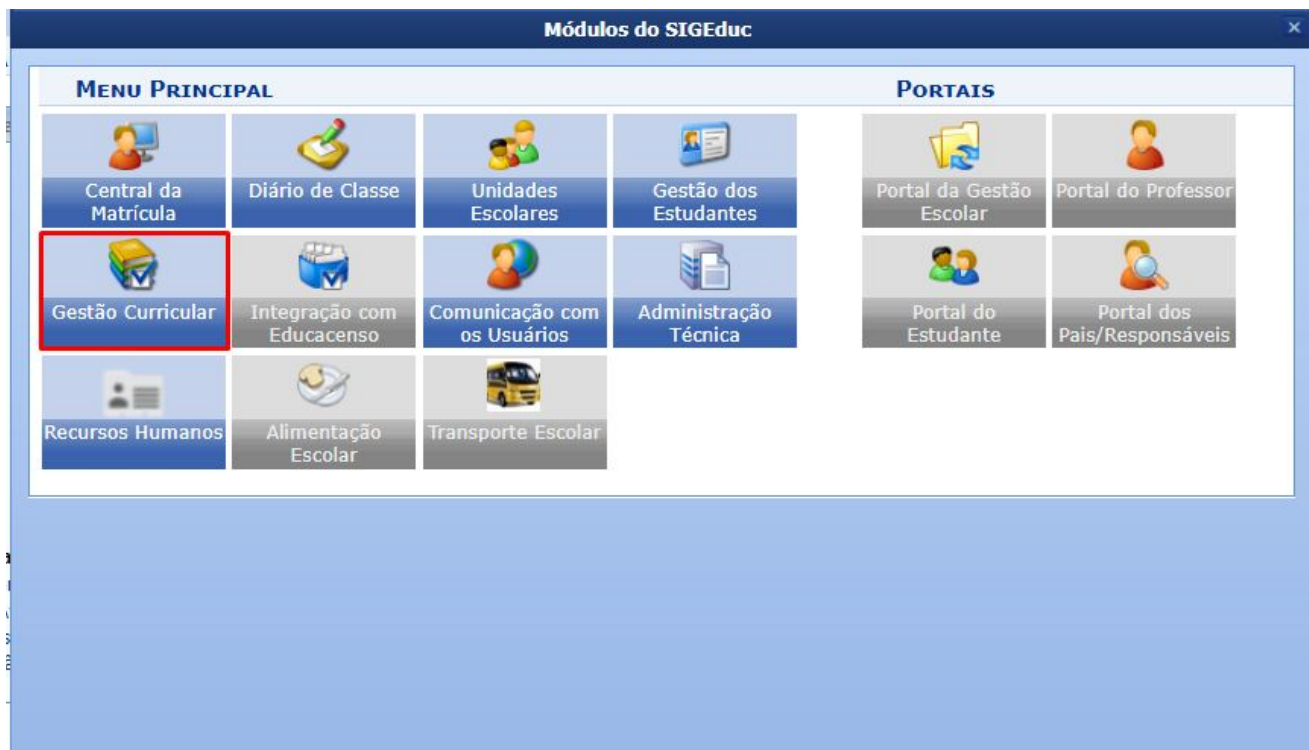 Módulos do SIGEduc
MENU PRINCIPAL
PORTAIS
Central da
Matrícula
Diário de Classe
Unidades
Escolares
Gestão dos
Estudantes
Portal da Gestão
Escolar
Portal do Professor
Gestão Curricular
Integração com
Educacenso
Comunicação com
os Usuários
Administração
Técnica
Portal do
Estudante
Portal dos
Pais/Responsáveis
Recursos Humanos
Alimentação
Escolar
Transporte Escolar